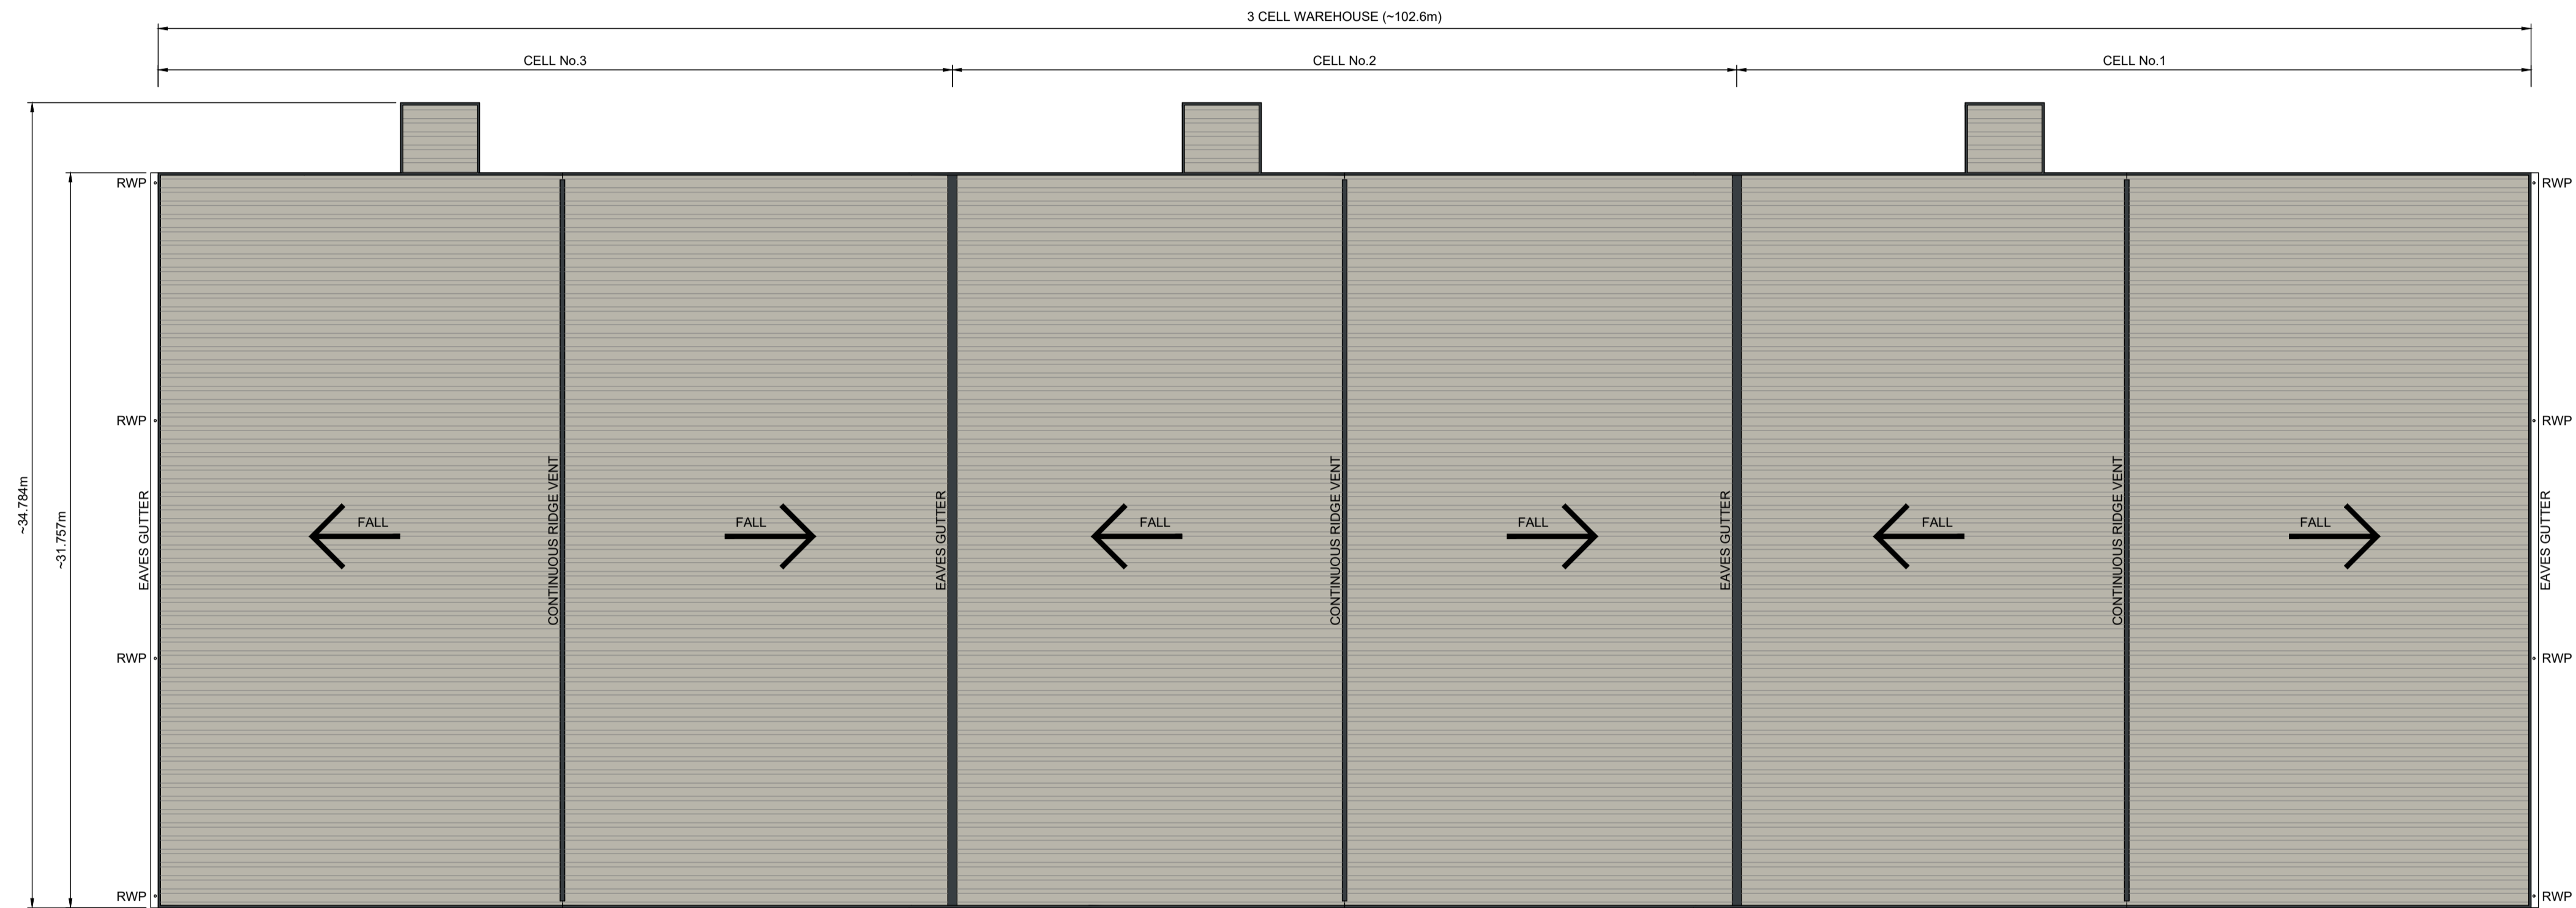 3 CELL WAREHOUSE (~102.6m)
CELL No.3
CELL No.2
CELL No.1
RWP
RWP
RWP
RWP
RWP
RWP
RWP
RWP
~34.784m
~31.757m
EAVES GUTTER
FALL
CONTINUOUS RIDGE VENT
FALL
EAVES GUTTER
FALL
CONTINUOUS RIDGE VENT
FALL
EAVES GUTTER
FALL
CONTINUOUS RIDGE VENT
FALL
EAVES GUTTER